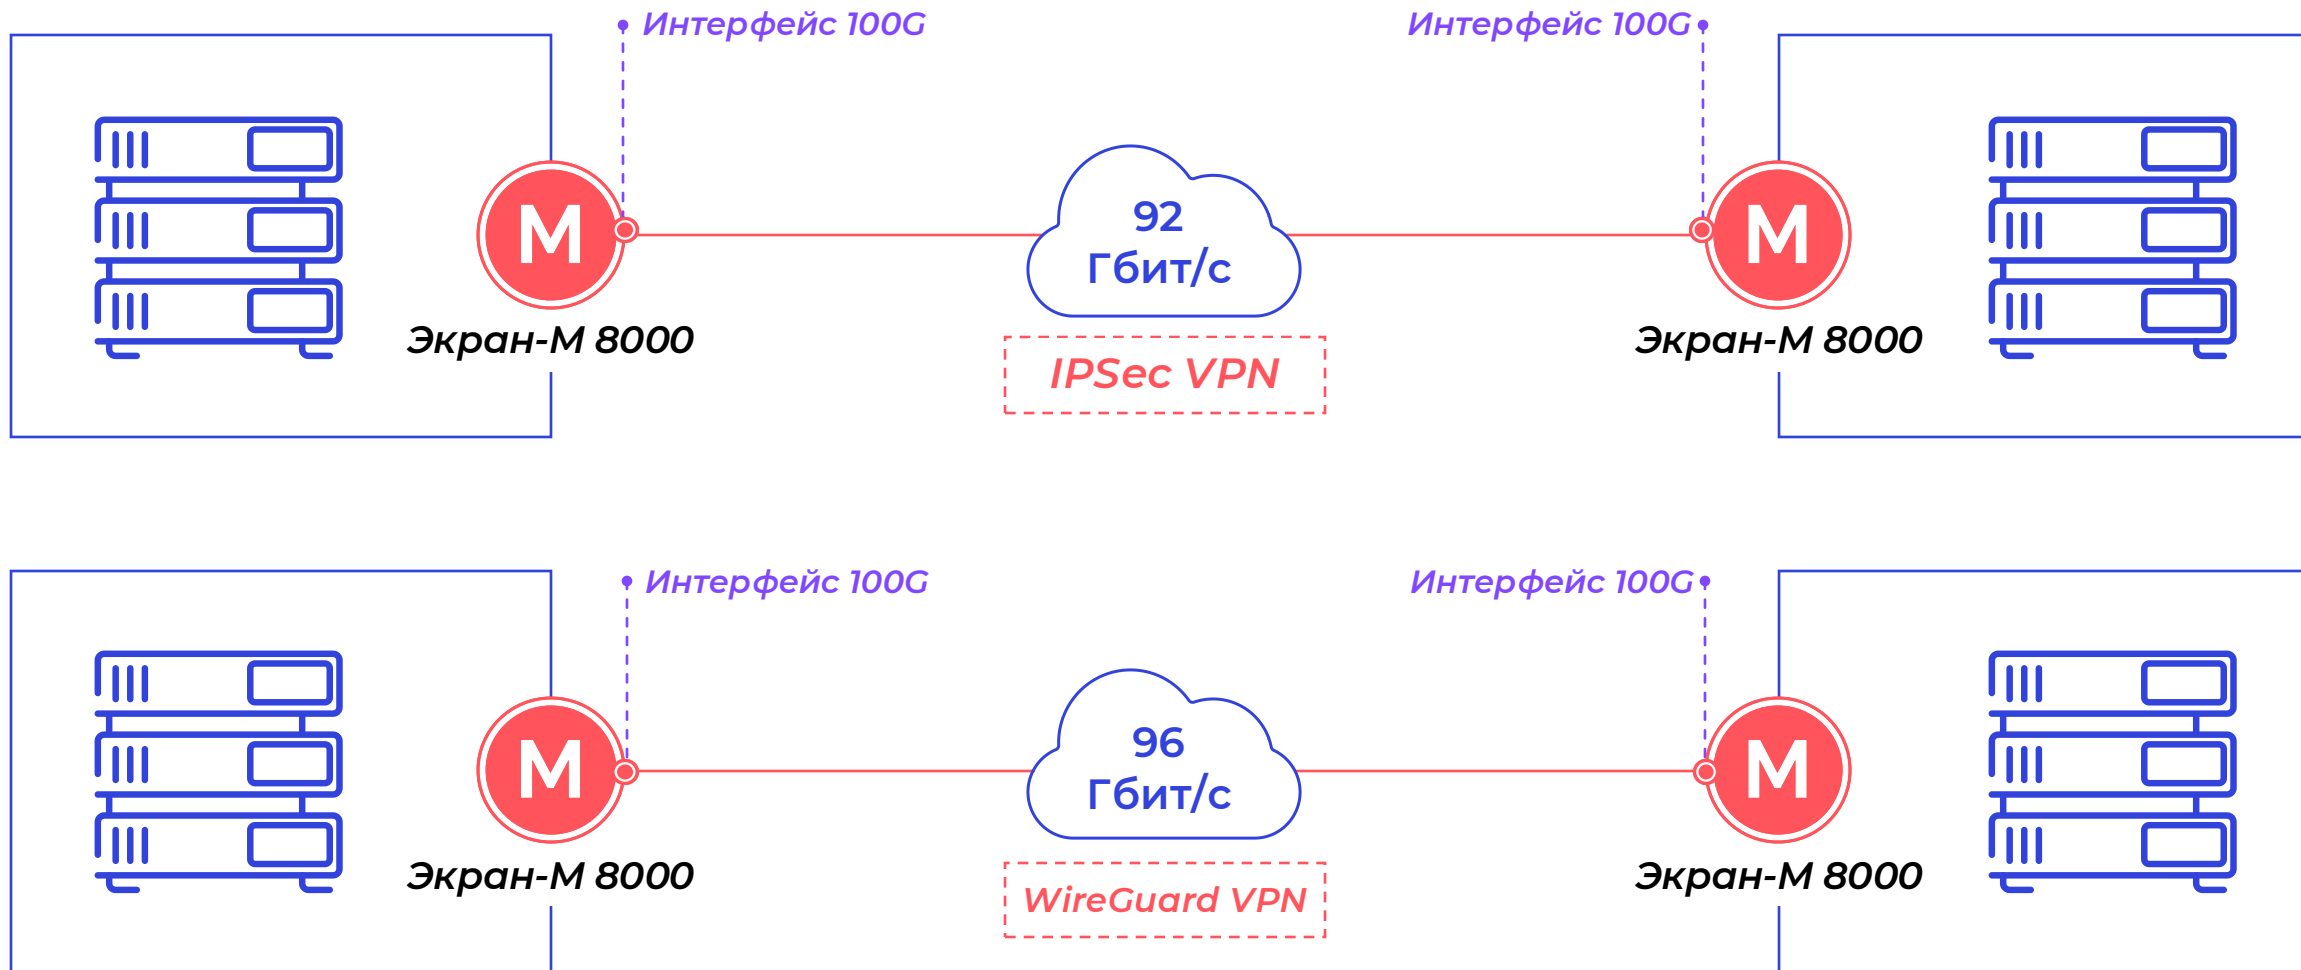 Интерфейс 100G
Интерфейс 100G
M
92
Гбит/с
M
Экран-М 8000
Экран-М 8000
IPSec VPN
Интерфейс 100G
Интерфейс 100G
M
96
Гбит/с
M
Экран-М 8000
Экран-М 8000
WireGuard VPN